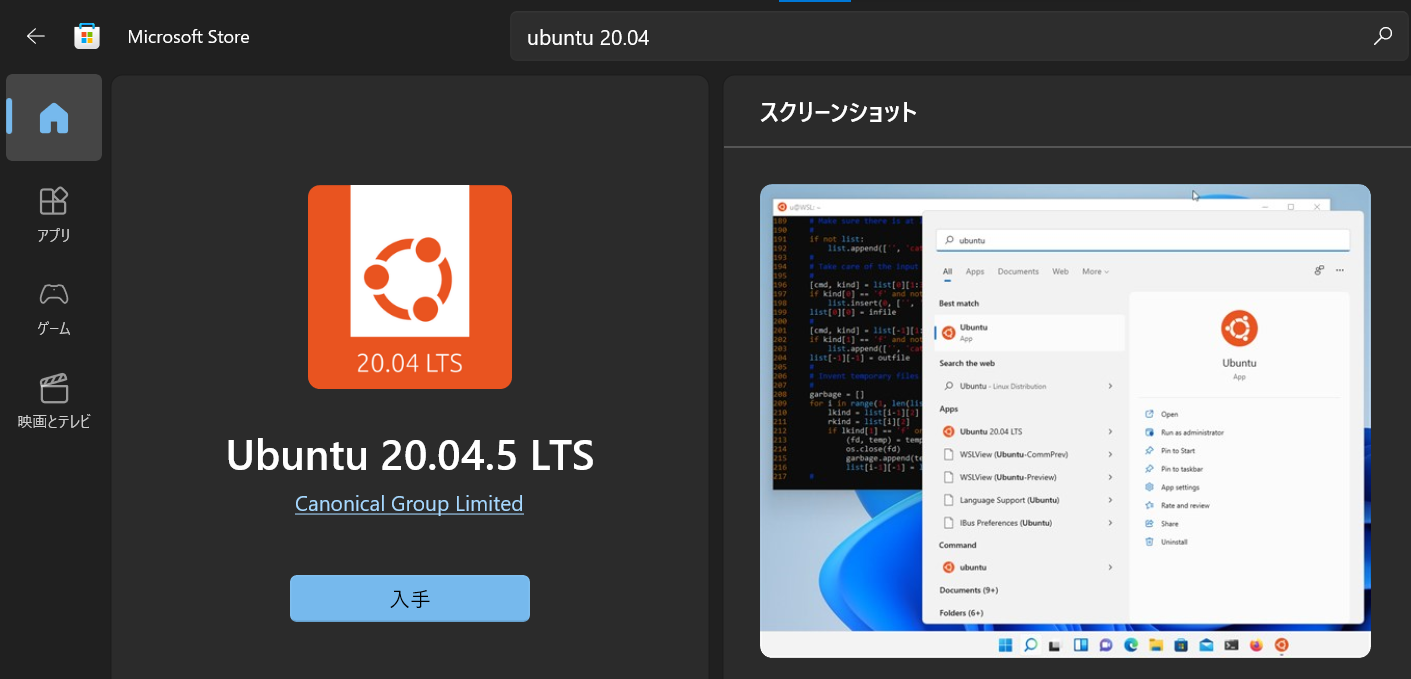 Microsoft Store
ubuntu 20.04
アプリ
ゲーム
映画とテレビ
20.04 LTS
Ubuntu 20.04.5 LTS
Canonical Group Limited
入手
スクリーンショット
u@WSL: ~
189 # Make sure there is at
190 #
191 if not list:
192 list.append(['',
193 #
194 # Take care of the input
195 #
196 [cmd, kind] = list[0][1:
197 if kind[0] == 'f' and not
198 list.insert(0, ['',
199 list[0][0] = infile
200 #
201 [cmd, kind] = list[-1][1:
202 if kind[1] == 'f' and not
203 list.append(['', 'cat
204 list[-1][-1] = outfile
205 #
206 # Invent temporary files
207 #
208 garbage = []
209 for i in range(1, len(lis
210 lkind = list[i-1][2]
211 rkind = list[i][2]
212 if lkind[1] == 'f' or
213 (fd, temp) = temp
214 os.close(fd)
215 garbage.append(te
216 list[i-1][-1] =
217 #
ubuntu
All Apps Documents Web More
Best match
Ubuntu
App
Search the web
Ubuntu - Linux Distribution
Apps
Ubuntu 20.04 LTS
WSLView (Ubuntu-CommPrev)
WSLView (Ubuntu-Preview)
Language Support (Ubuntu)
IBus Preferences (Ubuntu)
Command
ubuntu
Documents (9+)
Folders (6+)
Ubuntu
App
Open
Run as administrator
Pin to Start
Pin to taskbar
App settings
Rate and review
Share
Uninstall